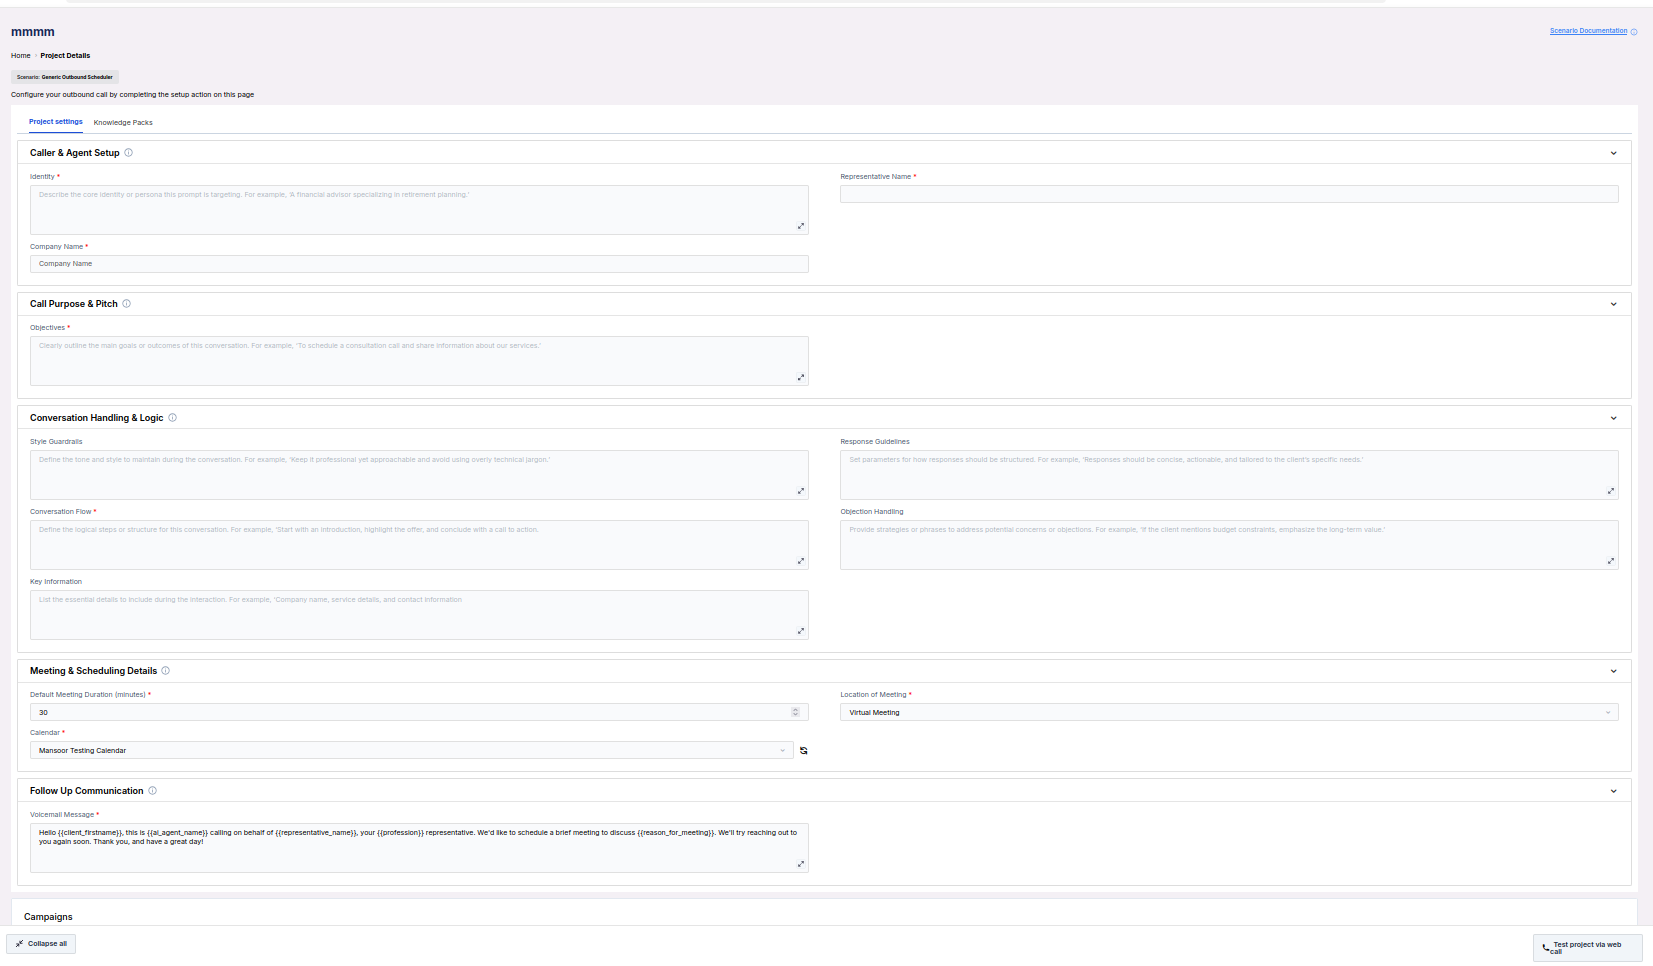 mmmm
Scenario Documentation
Home › Project Details
Scenario: Generic Outbound Scheduler
Configure your outbound call by completing the setup action on this page
Project settings
Knowledge Packs
Caller & Agent Setup
Identity *
Representative Name *
Describe the core identity or persona this prompt is targeting. For example, 'A financial advisor specializing in retirement planning.'
Company Name *
Company Name
Call Purpose & Pitch
Objectives *
Clearly outline the main goals or outcomes of this conversation. For example, 'To schedule a consultation call and share information about our services.'
Conversation Handling & Logic
Style Guardrails
Response Guidelines
Define the tone and style to maintain during the conversation. For example, 'Keep it professional yet approachable and avoid using overly technical jargon.'
Set parameters for how responses should be structured. For example, 'Responses should be concise, actionable, and tailored to the client's specific needs.'
Conversation Flow *
Objection Handling
Define the logical steps or structure for this conversation. For example, 'Start with an introduction, highlight the offer, and conclude with a call to action.
Provide strategies or phrases to address potential concerns or objections. For example, 'If the client mentions budget constraints, emphasize the long-term value.'
Key Information
List the essential details to include during the interaction. For example, 'Company name, service details, and contact information
Meeting & Scheduling Details
Default Meeting Duration (minutes) *
Location of Meeting *
30
Virtual Meeting
Calendar *
Mansoor Testing Calendar
Follow Up Communication
Voicemail Message *
Hello {{client_firstname}}, this is {{ai_agent_name}} calling on behalf of {{representative_name}}, your {{profession}} representative. We'd like to schedule a brief meeting to discuss {{reason_for_meeting}}. We'll try reaching out to
you again soon. Thank you, and have a great day!
Campaigns
Collapse all
Test project via web
call